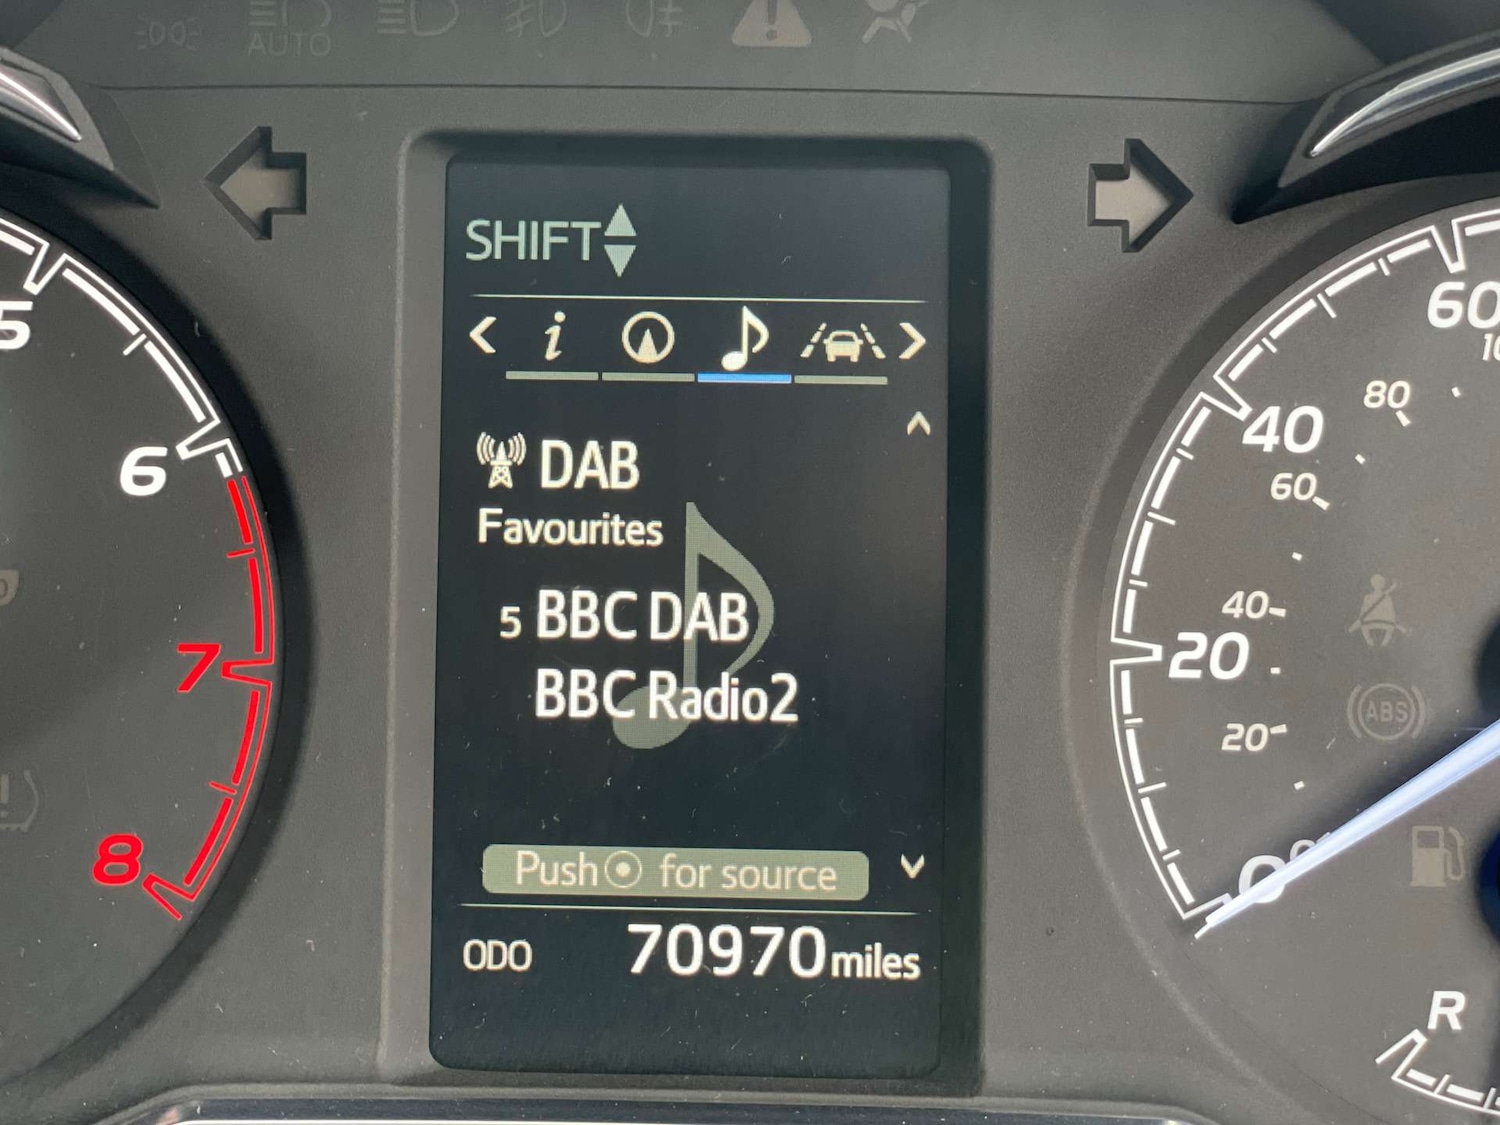 AUTO
SHIFT
i
DAB
Favourites
5 BBC DAB
BBC Radio2
Push for source
ODO 70970 miles
5
6
7
8
60
80
40
60
40
20
20
0
ABS
R